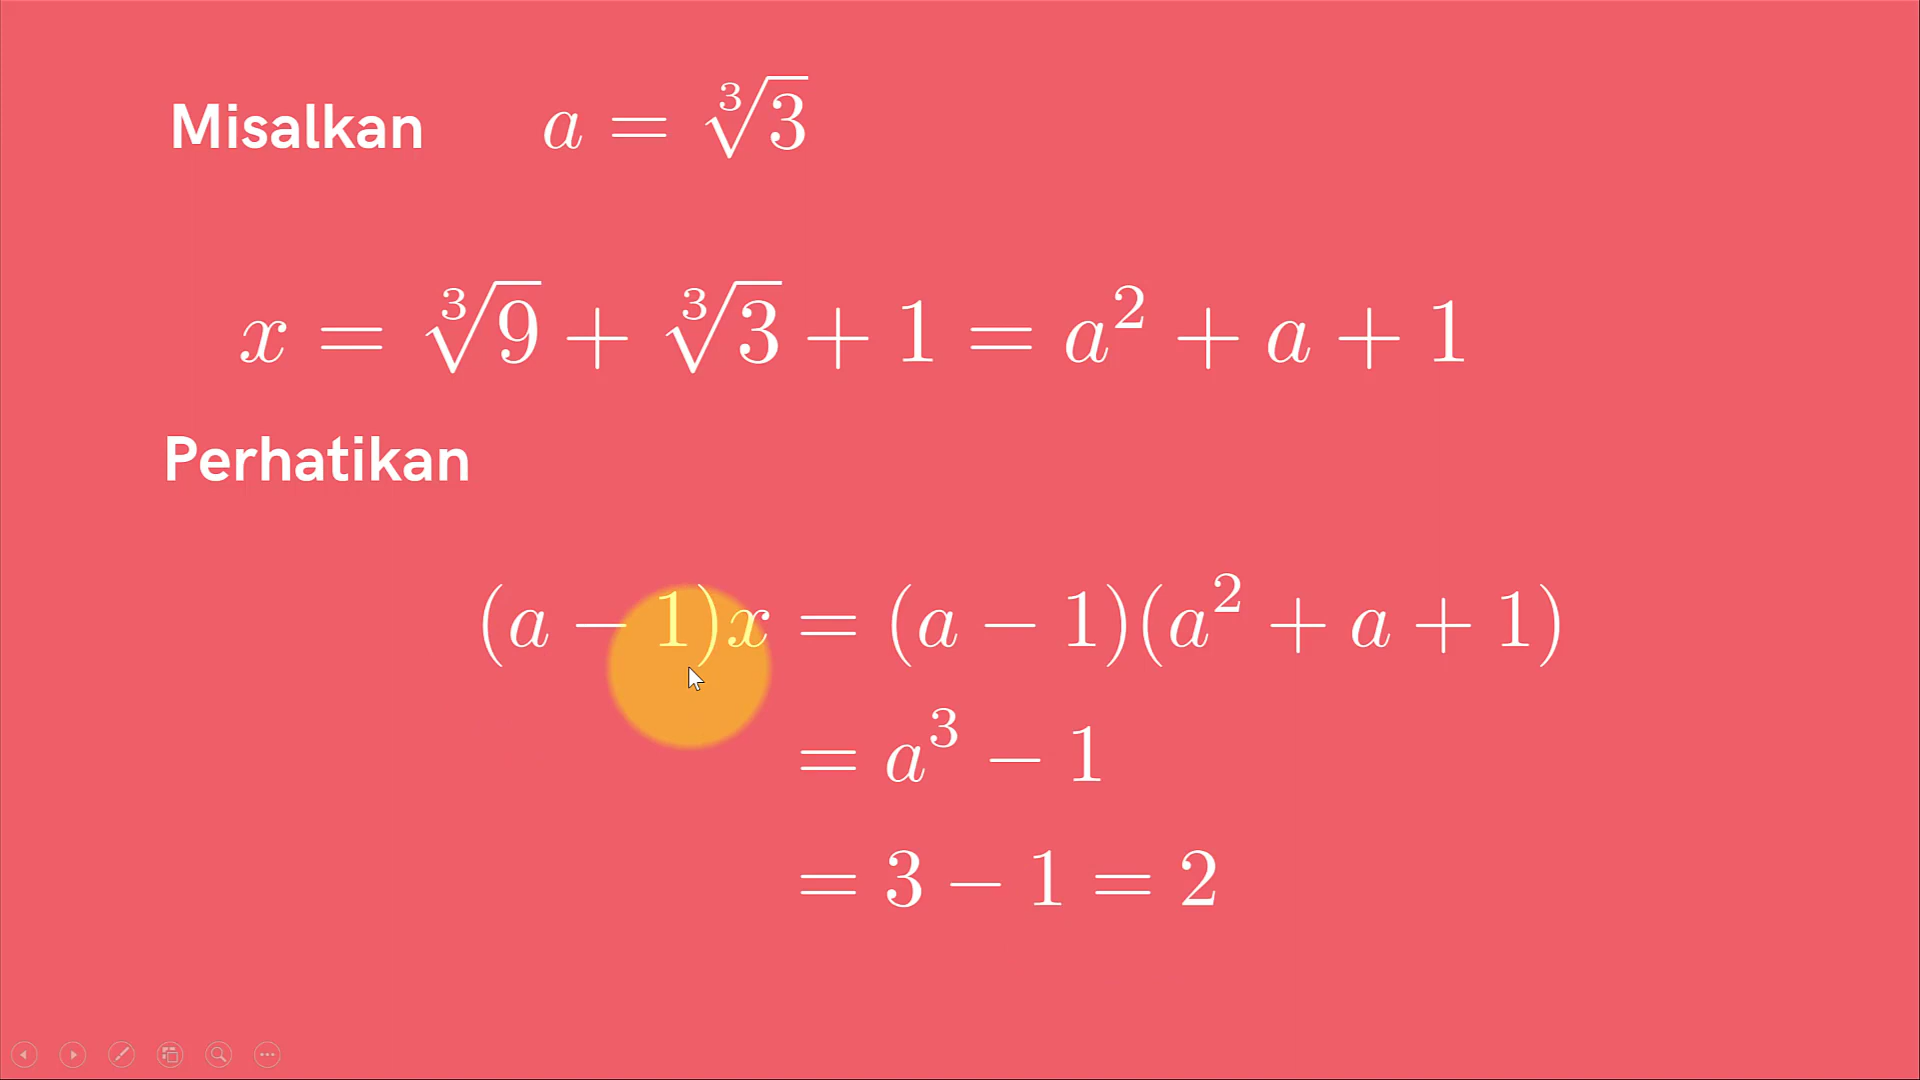 Misalkan a = ∛3
x = ∛9 + ∛3 + 1 = a² + a + 1
Perhatikan
(a − 1)x = (a − 1)(a² + a + 1)
= a³ − 1
= 3 − 1 = 2